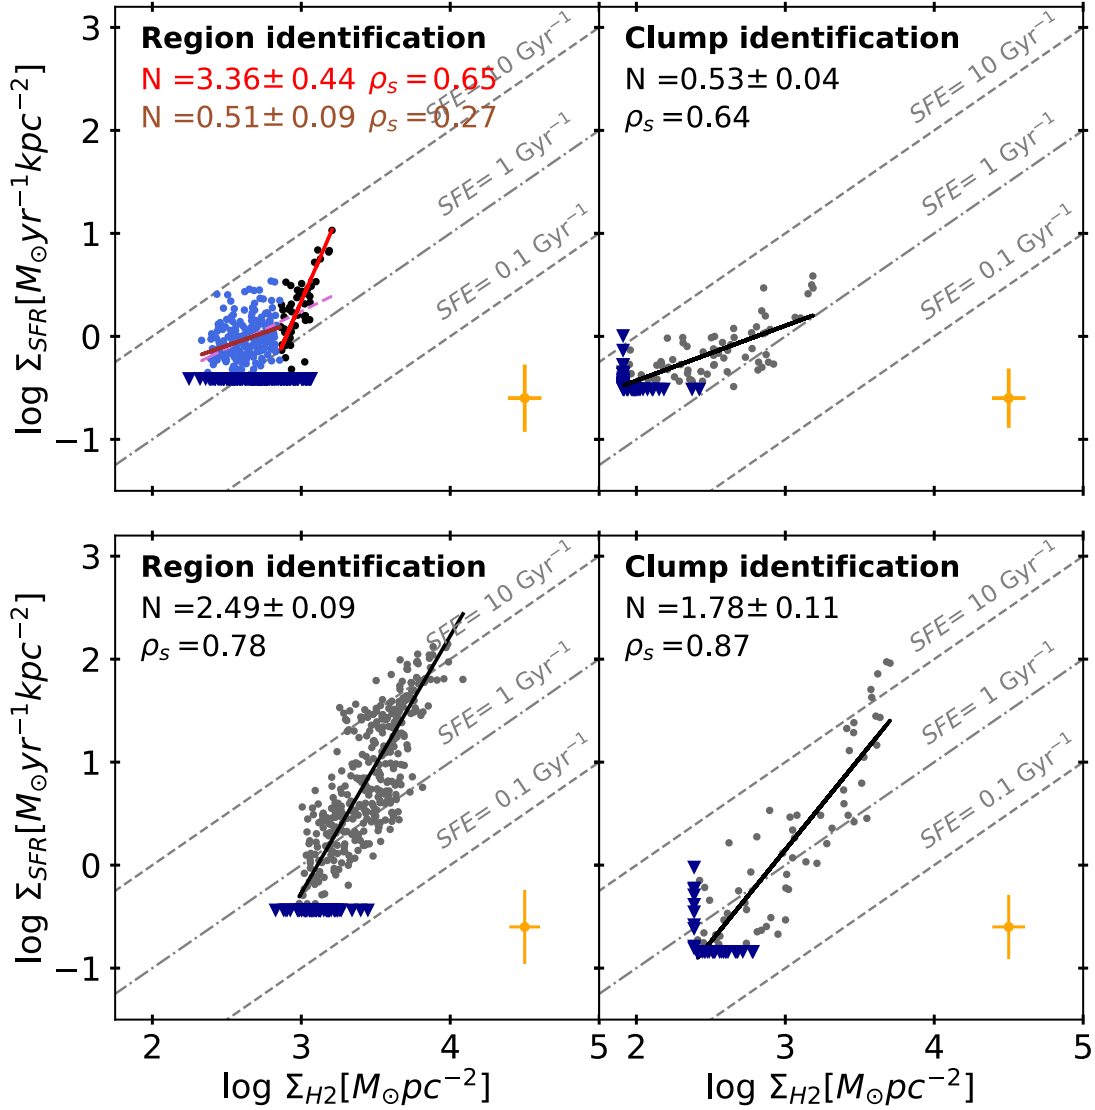 Region identification
N =3.36± 0.44 ρₛ =0.65
N =0.51± 0.09 ρₛ =0.27
SFE= 10 Gyr⁻¹
SFE= 1 Gyr⁻¹
SFE= 0.1 Gyr⁻¹
3
2
1
0
−1
log Σ_SFR[M⊙yr⁻¹kpc⁻²]
Clump identification
N =0.53± 0.04
ρₛ =0.64
SFE= 10 Gyr⁻¹
SFE= 1 Gyr⁻¹
SFE= 0.1 Gyr⁻¹
Region identification
N =2.49± 0.09
ρₛ =0.78
SFE= 10 Gyr⁻¹
SFE= 1 Gyr⁻¹
SFE= 0.1 Gyr⁻¹
3
2
1
0
−1
log Σ_SFR[M⊙yr⁻¹kpc⁻²]
2 3 4 5
log Σ_H2[M⊙pc⁻²]
Clump identification
N =1.78± 0.11
ρₛ =0.87
SFE= 10 Gyr⁻¹
SFE= 1 Gyr⁻¹
SFE= 0.1 Gyr⁻¹
2 3 4 5
log Σ_H2[M⊙pc⁻²]